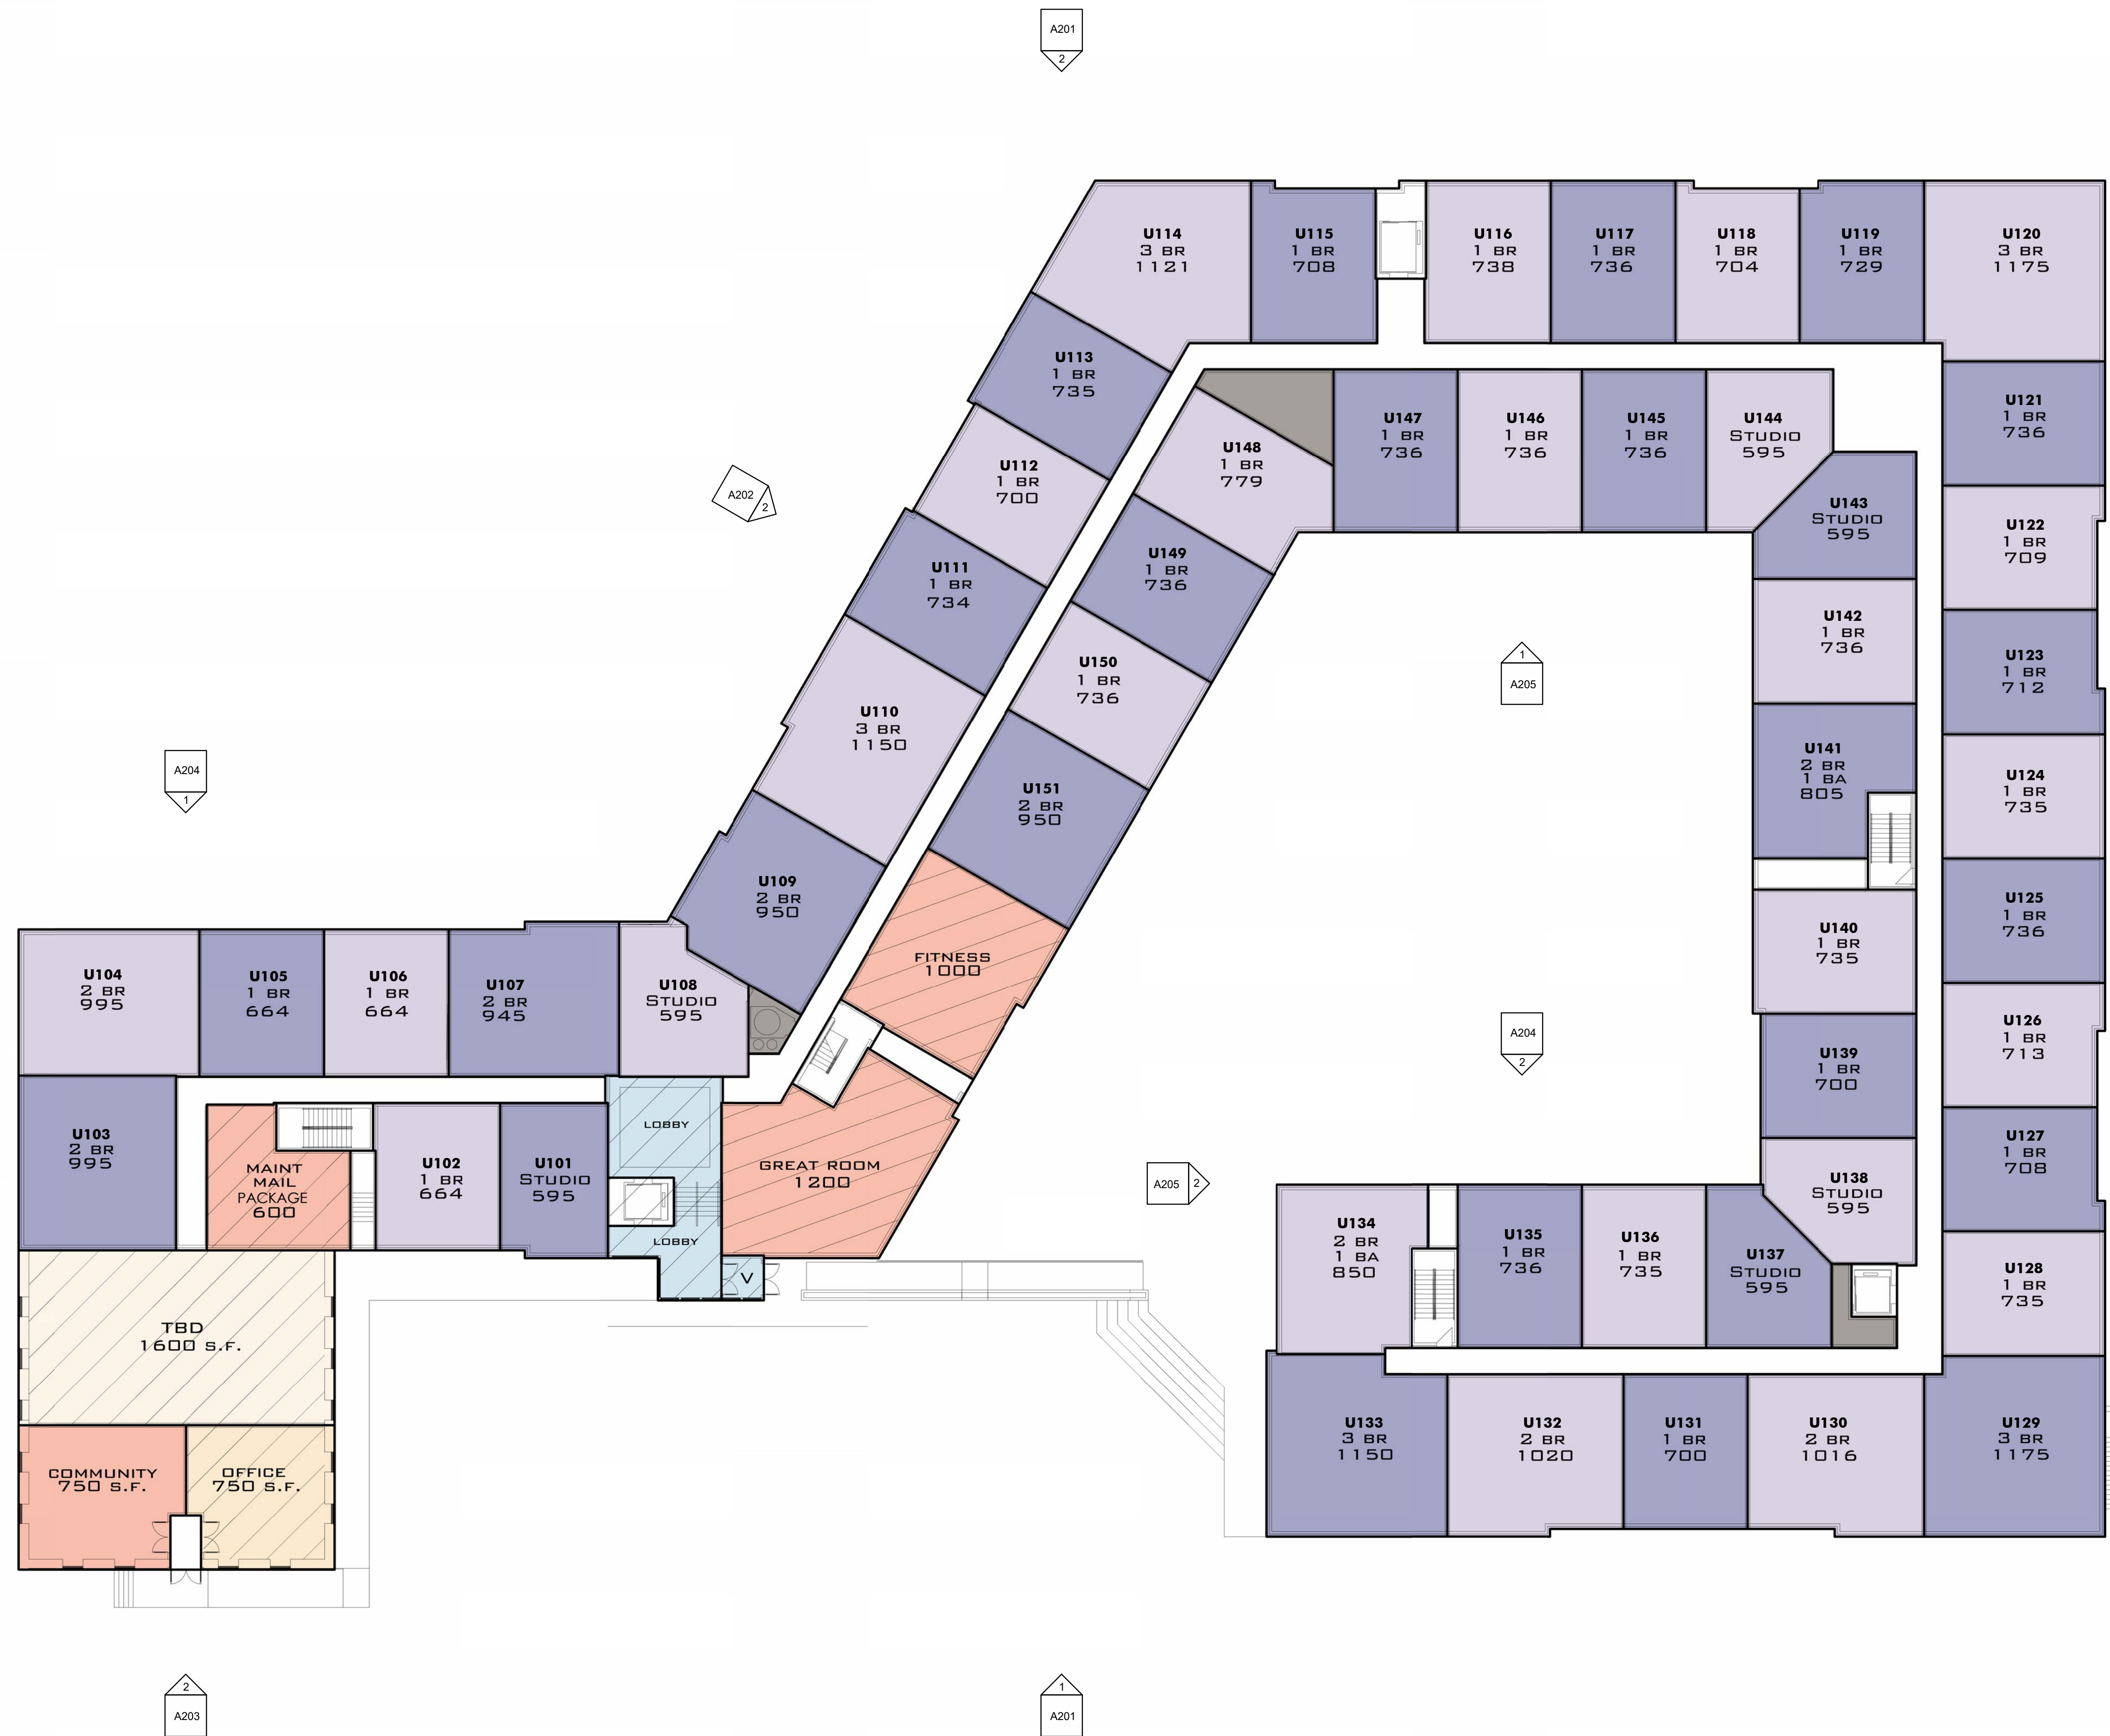 A201
2
U114
3 BR
1121
U115
1 BR
708
U116
1 BR
738
U117
1 BR
736
U118
1 BR
704
U119
1 BR
729
U120
3 BR
1175
U113
1 BR
735
U112
1 BR
700
U111
1 BR
734
U110
3 BR
1150
U109
2 BR
950
U148
1 BR
779
U147
1 BR
736
U146
1 BR
736
U145
1 BR
736
U144
STUDIO
595
U143
STUDIO
595
U121
1 BR
736
U122
1 BR
709
U123
1 BR
712
U124
1 BR
735
U125
1 BR
736
U126
1 BR
713
U127
1 BR
708
U128
1 BR
735
U149
1 BR
736
U150
1 BR
736
U151
2 BR
950
U142
1 BR
736
U141
2 BR
1 BA
805
U140
1 BR
735
U139
1 BR
700
U138
STUDIO
595
A202
2
A204
1
1
A205
A204
2
A205
2
FITNESS
1000
U104
2 BR
995
U105
1 BR
664
U106
1 BR
664
U107
2 BR
945
U108
STUDIO
595
U103
2 BR
995
MAINT
MAIL
PACKAGE
600
U102
1 BR
664
U101
STUDIO
595
LOBBY
LOBBY
V
GREAT ROOM
1200
TBD
1600 S.F.
COMMUNITY
750 S.F.
OFFICE
750 S.F.
U134
2 BR
1 BA
850
U135
1 BR
736
U136
1 BR
735
U137
STUDIO
595
U133
3 BR
1150
U132
2 BR
1020
U131
1 BR
700
U130
2 BR
1016
U129
3 BR
1175
2
A203
1
A201